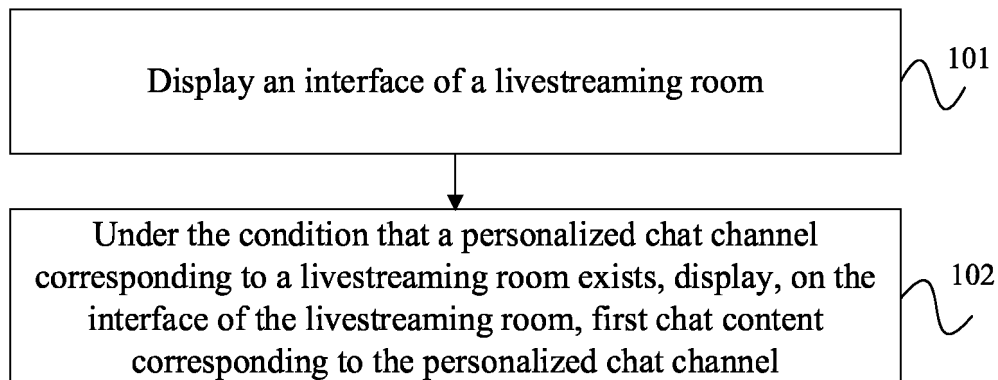 Display an interface of a livestreaming room
101
Under the condition that a personalized chat channel
corresponding to a livestreaming room exists, display, on the
interface of the livestreaming room, first chat content
corresponding to the personalized chat channel
102